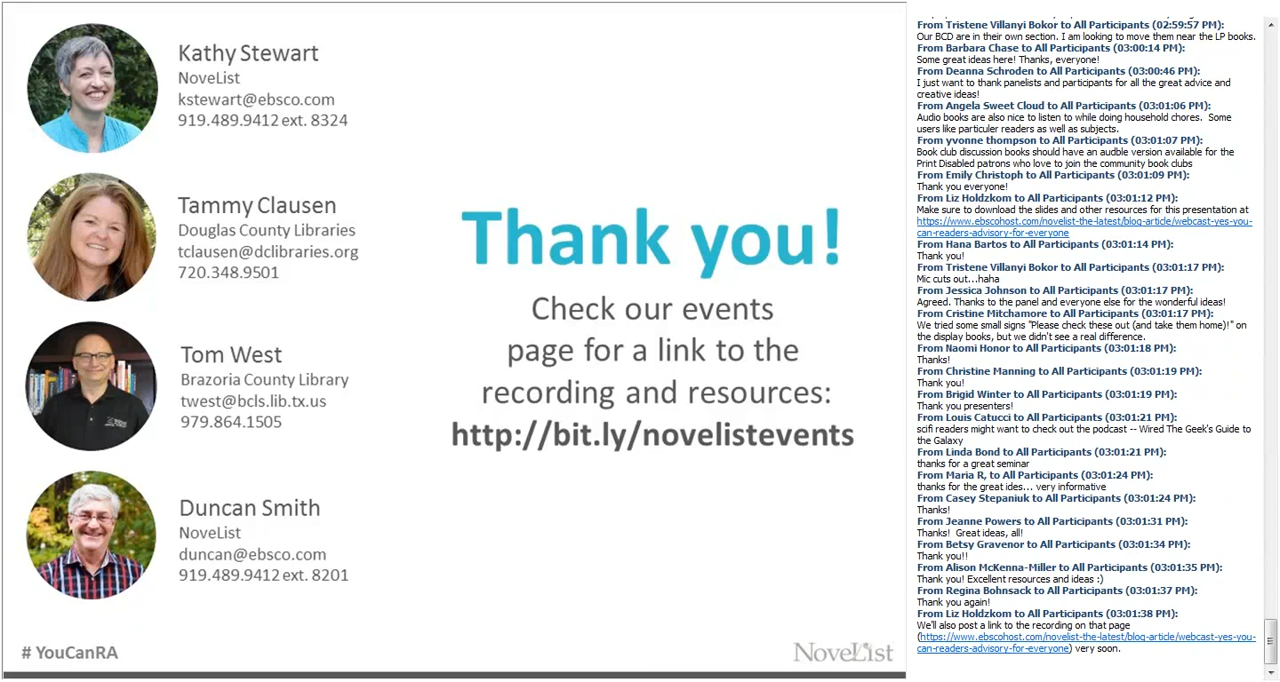 Kathy Stewart
NoveList
kstewart@ebsco.com
919.489.9412 ext. 8324
Tammy Clausen
Douglas County Libraries
tclausen@dclibraries.org
720.348.9501
Tom West
Brazoria County Library
twest@bcls.lib.tx.us
979.864.1505
Duncan Smith
NoveList
duncan@ebsco.com
919.489.9412 ext. 8201
# YouCanRA
Thank you!
Check our events
page for a link to the
recording and resources:
http://bit.ly/novelistevents
NoveList
From Tristene Villanyi Bokor to All Participants (02:59:57 PM):
Our BCD are in their own section. I am looking to move them near the LP books.
From Barbara Chase to All Participants (03:00:14 PM):
Some great ideas here! Thanks, everyone!
From Deanna Schroden to All Participants (03:00:46 PM):
I just want to thank panelists and participants for all the great advice and
creative ideas!
From Angela Sweet Cloud to All Participants (03:01:06 PM):
Audio books are also nice to listen to while doing household chores.  Some
users like particuler readers as well as subjects.
From yvonne thompson to All Participants (03:01:07 PM):
Book club discussion books should have an audble version available for the
Print Disabled patrons who love to join the community book clubs
From Emily Christoph to All Participants (03:01:09 PM):
Thank you everyone!
From Liz Holdzkom to All Participants (03:01:12 PM):
Make sure to download the slides and other resources for this presentation at
https://www.ebscohost.com/novelist-the-latest/blog-article/webcast-yes-you-
can-readers-advisory-for-everyone
From Hana Bartos to All Participants (03:01:14 PM):
Thank you!
From Tristene Villanyi Bokor to All Participants (03:01:17 PM):
Mic cuts out...haha
From Jessica Johnson to All Participants (03:01:17 PM):
Agreed. Thanks to the panel and everyone else for the wonderful ideas!
From Cristine Mitchamore to All Participants (03:01:17 PM):
We tried some small signs "Please check these out (and take them home)!" on
the display books, but we didn't see a real difference.
From Naomi Honor to All Participants (03:01:18 PM):
Thanks!
From Christine Manning to All Participants (03:01:19 PM):
Thank you!
From Brigid Winter to All Participants (03:01:19 PM):
Thank you presenters!
From Louis Catucci to All Participants (03:01:21 PM):
scifi readers might want to check out the podcast -- Wired The Geek's Guide to
the Galaxy
From Linda Bond to All Participants (03:01:21 PM):
thanks for a great seminar
From Maria R, to All Participants (03:01:24 PM):
thanks for the great ides... very informative
From Casey Stepaniuk to All Participants (03:01:24 PM):
Thanks!
From Jeanne Powers to All Participants (03:01:31 PM):
Thanks!  Great ideas, all!
From Betsy Gravenor to All Participants (03:01:34 PM):
Thank you!!
From Alison McKenna-Miller to All Participants (03:01:35 PM):
Thank you! Excellent resources and ideas :)
From Regina Bohnsack to All Participants (03:01:37 PM):
Thank you again!
From Liz Holdzkom to All Participants (03:01:38 PM):
We'll also post a link to the recording on that page
(https://www.ebscohost.com/novelist-the-latest/blog-article/webcast-yes-you-
can-readers-advisory-for-everyone) very soon.